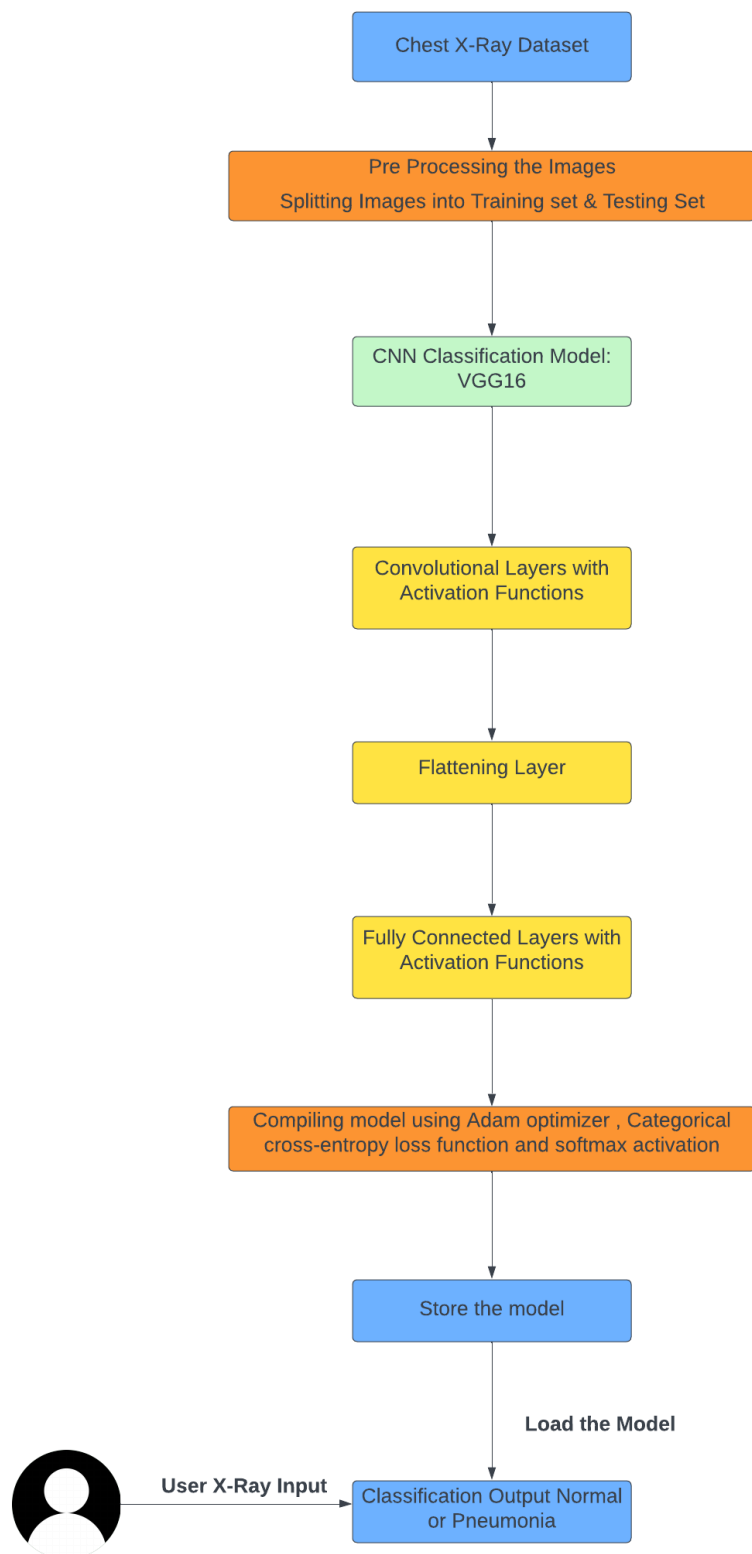 Chest X-Ray Dataset
Pre Processing the Images
Splitting Images into Training set & Testing Set
CNN Classification Model:
VGG16
Convolutional Layers with
Activation Functions
Flattening Layer
Fully Connected Layers with
Activation Functions
Compiling model using Adam optimizer , Categorical
cross-entropy loss function and softmax activation
Store the model
Load the Model
User X-Ray Input
Classification Output Normal
or Pneumonia